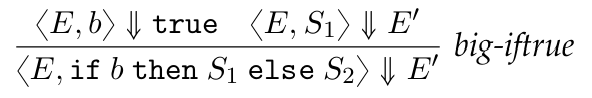 ⟨E, b⟩ ⇓ true ⟨E, S₁⟩ ⇓ E′
⟨E, if b then S₁ else S₂⟩ ⇓ E′ big-iftrue